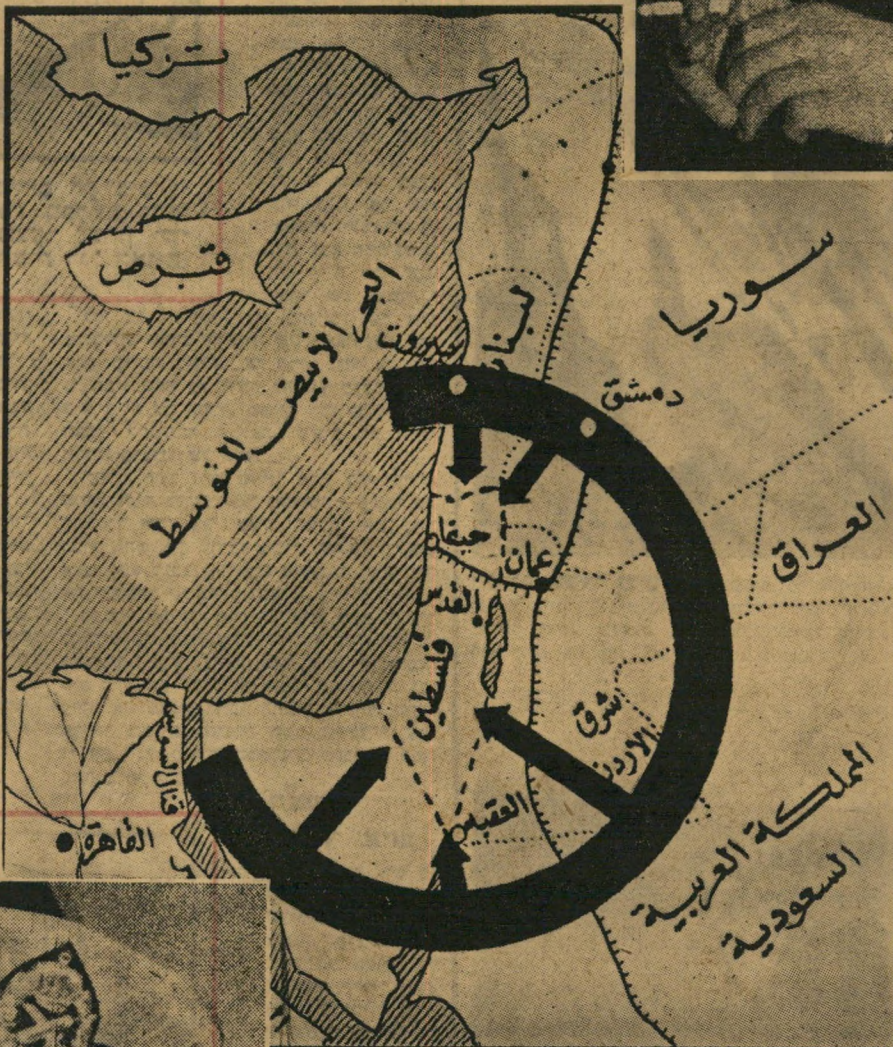 تركيا
قبرص
سوريا
البحر الأبيض المتوسط
لبنان
بيروت
دمشق
العراق
حيفا
عمان
القدس
فلسطين
شرق
الاردن
قنال السويس
العقبة
القاهرة
المملكة العربية
السعودية